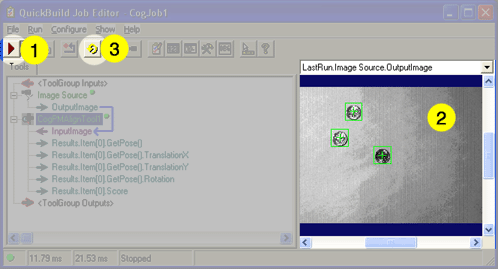 QuickBuild Job Editor - CogJob1
File Run Configure Show Help
1
3
Tools
LastRun.Image Source.OutputImage
<ToolGroup Inputs>
Image Source
OutputImage
2
CogPMAlignTool1
InputImage
Results.Item[0].GetPose()
Results.Item[0].GetPose().TranslationX
Results.Item[0].GetPose().TranslationY
Results.Item[0].GetPose().Rotation
Results.Item[0].Score
<ToolGroup Outputs>
11.79 ms 21.53 ms Stopped